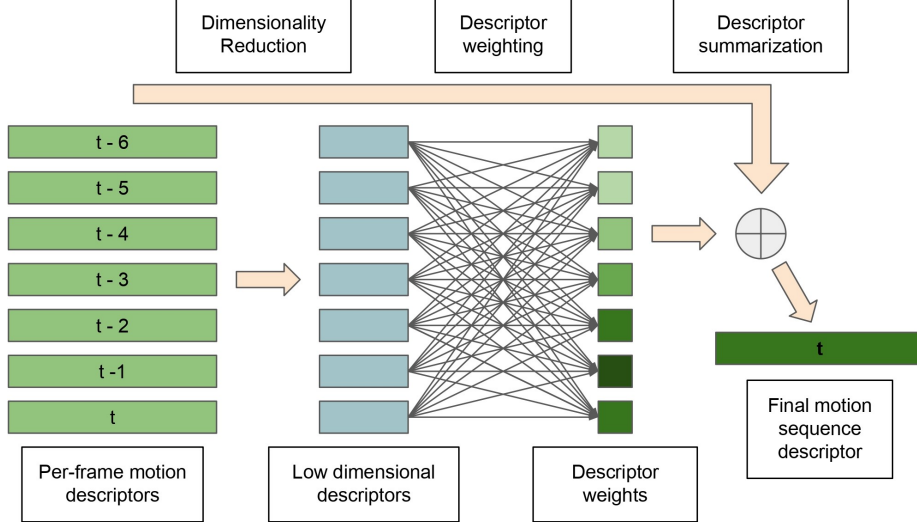 Dimensionality
Reduction
Descriptor
weighting
Descriptor
summarization
t - 6
t - 5
t - 4
t - 3
t - 2
t -1
t
t
Per-frame motion
descriptors
Low dimensional
descriptors
Descriptor
weights
Final motion
sequence
descriptor